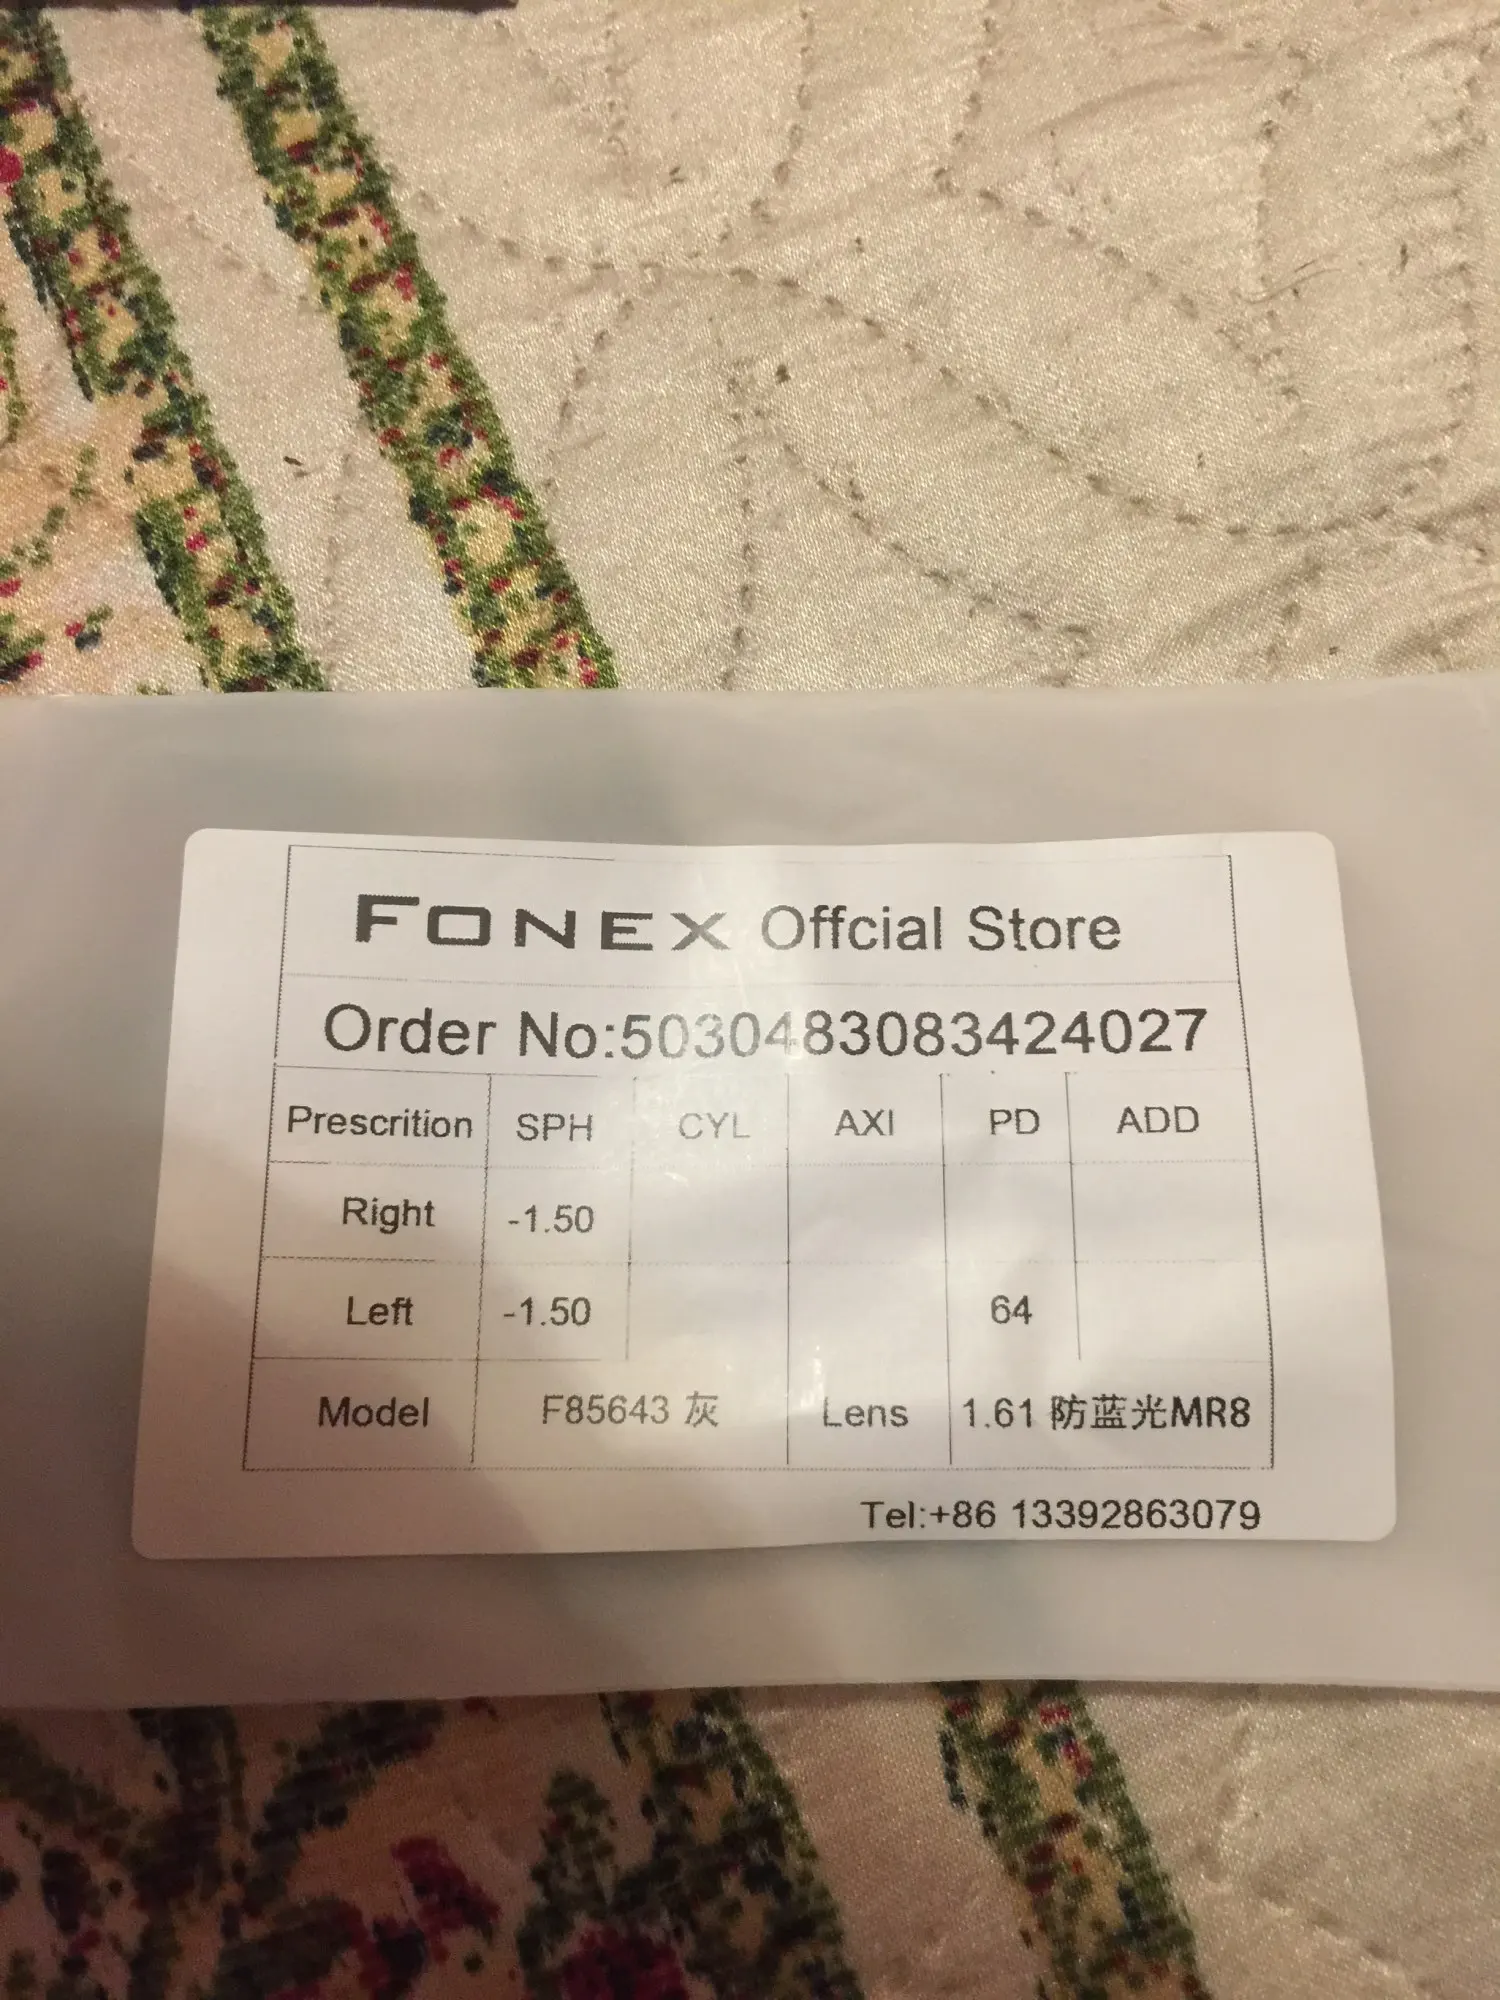 FONEX Offcial Store
Order No:5030483083424027
Prescrition SPH CYL AXI PD ADD
Right -1.50
Left -1.50 64
Model F85643 灰 Lens 1.61 防蓝光MR8
Tel:+86 13392863079